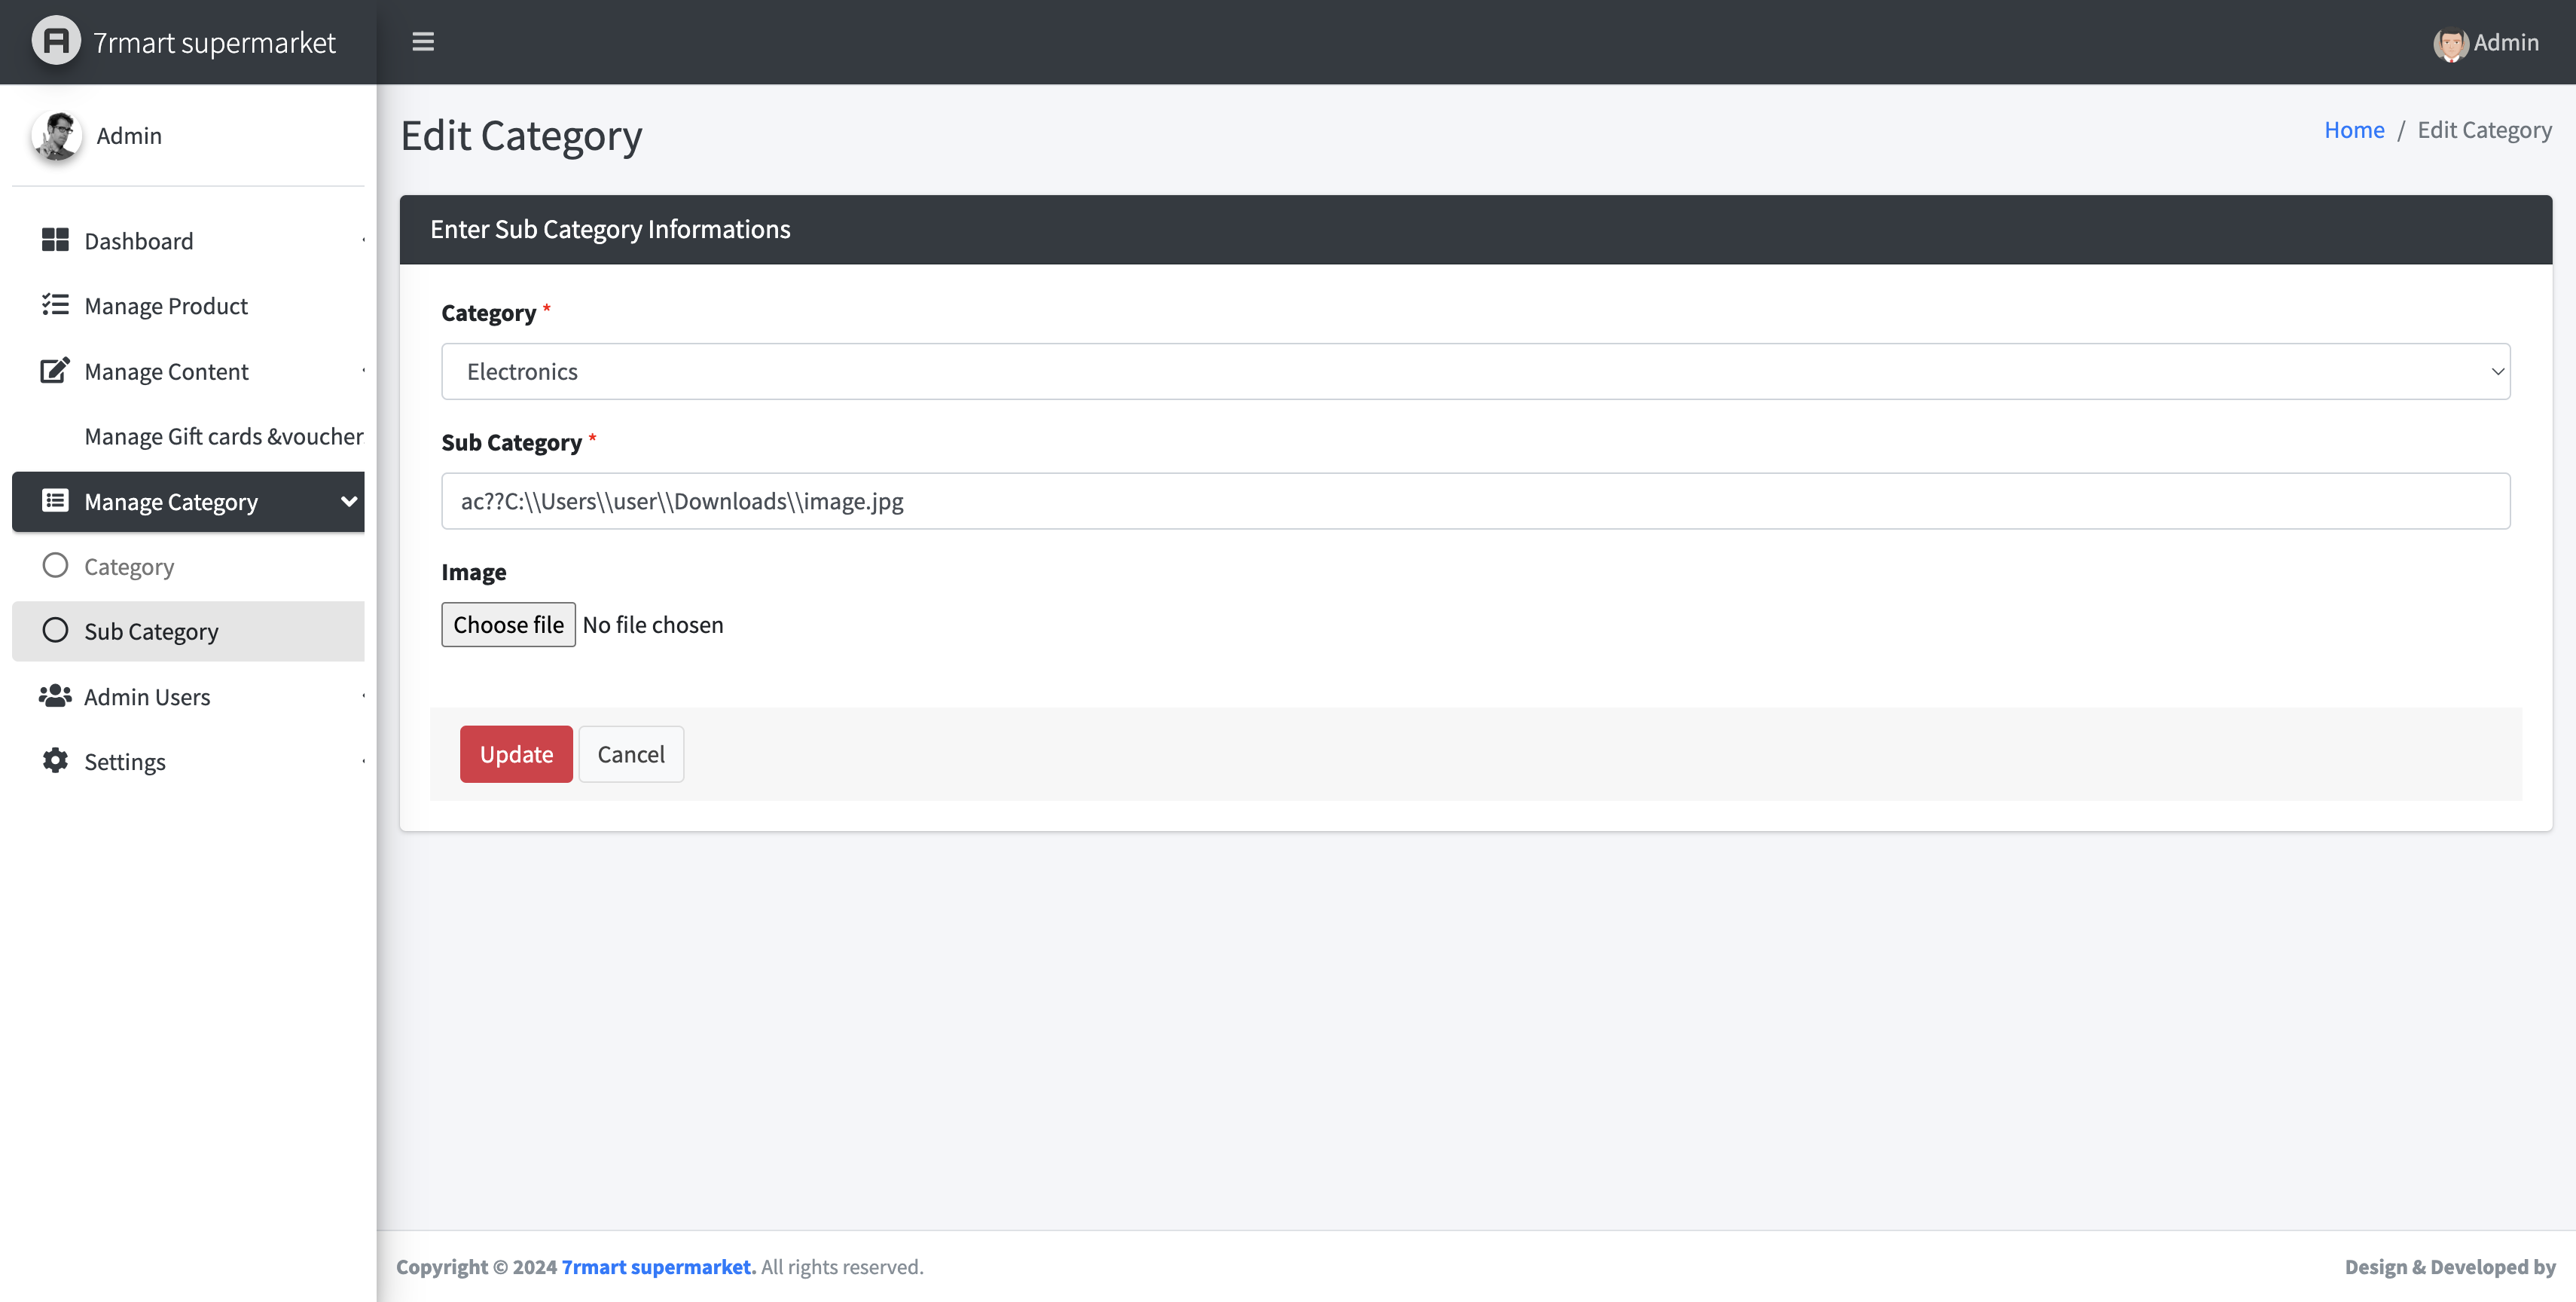 7rmart supermarket
Admin
Admin
Dashboard
Manage Product
Manage Content
Manage Gift cards &voucher
Manage Category
Category
Sub Category
Admin Users
Settings
Edit Category
Home / Edit Category
Enter Sub Category Informations
Category *
Electronics
Sub Category *
ac??C:\\Users\\user\\Downloads\\image.jpg
Image
Choose file No file chosen
Update Cancel
Copyright © 2024 7rmart supermarket. All rights reserved.
Design & Developed by